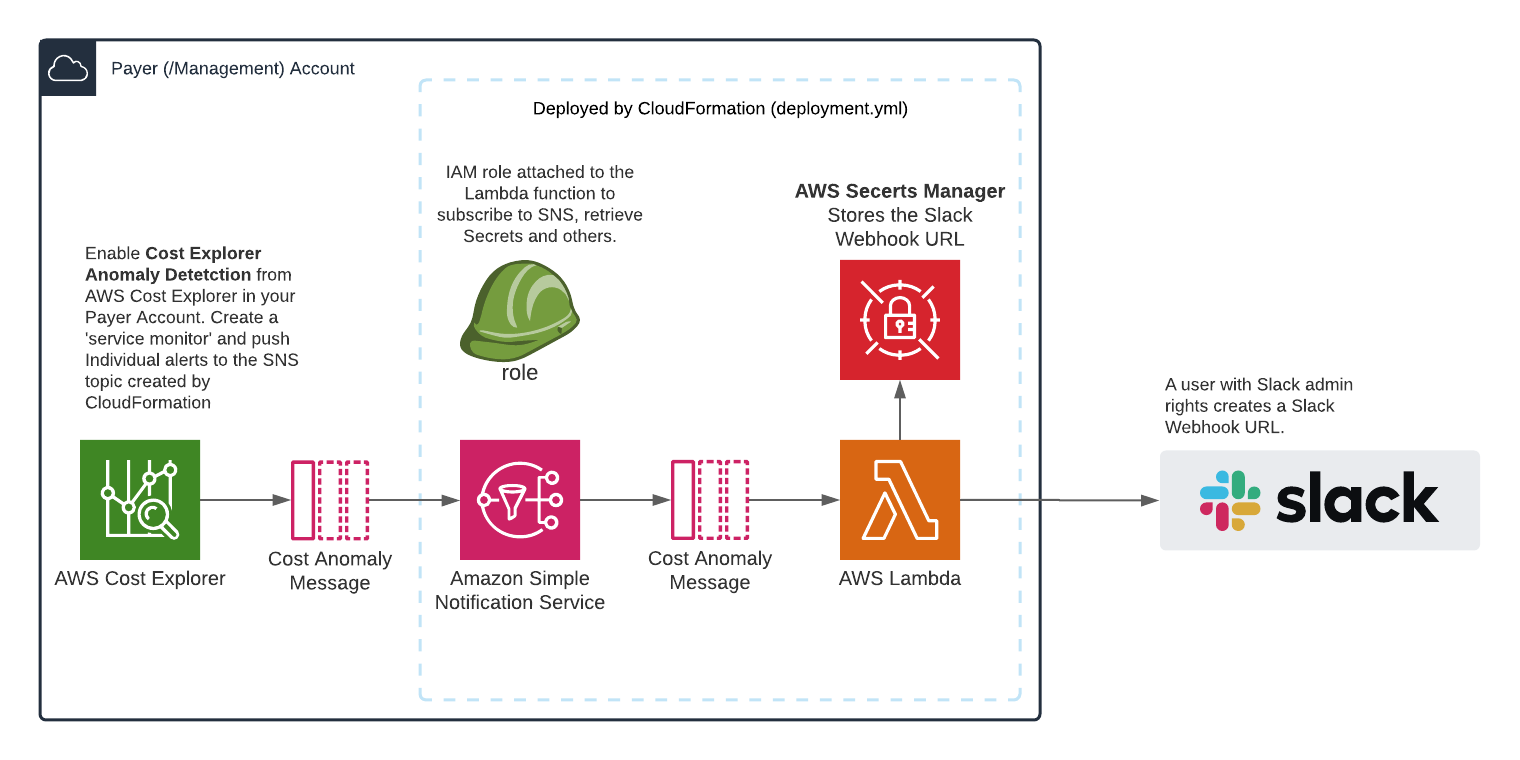 Payer (/Management) Account
Deployed by CloudFormation (deployment.yml)
IAM role attached to the
Lambda function to
subscribe to SNS, retrieve
Secrets and others.
role
AWS Secerts Manager
Stores the Slack
Webhook URL
Enable Cost Explorer
Anomaly Detetction from
AWS Cost Explorer in your
Payer Account. Create a
'service monitor' and push
Individual alerts to the SNS
topic created by
CloudFormation
A user with Slack admin
rights creates a Slack
Webhook URL.
slack
AWS Cost Explorer
Cost Anomaly
Message
Amazon Simple
Notification Service
Cost Anomaly
Message
AWS Lambda